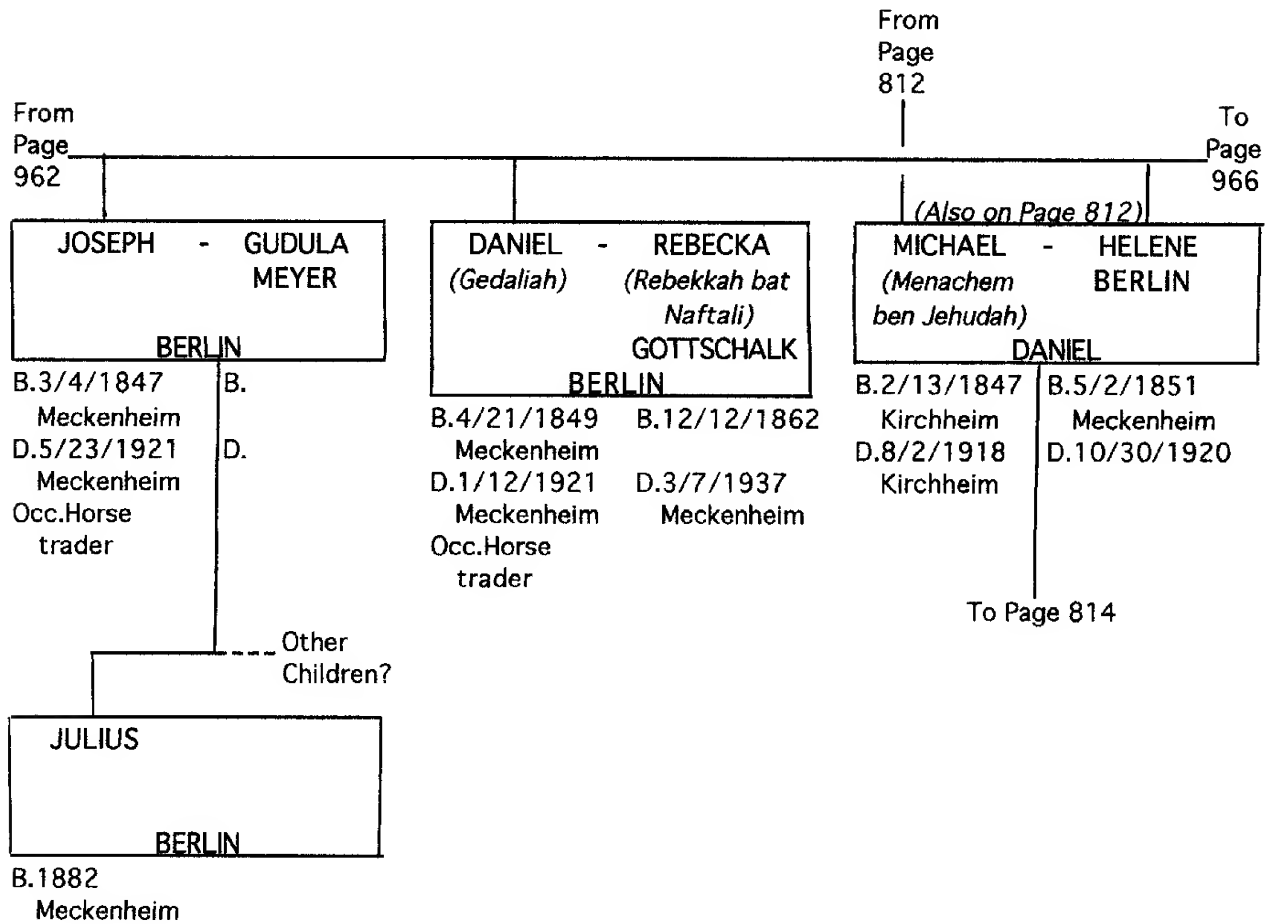 From
Page
812
From
Page
962
To
Page
966
(Also on Page 812)
JOSEPH - GUDULA
MEYER
BERLIN
B.3/4/1847 B.
Meckenheim
D.5/23/1921 D.
Meckenheim
Occ.Horse
trader
DANIEL - REBECKA
(Gedaliah) (Rebekkah bat
Naftali)
GOTTSCHALK
BERLIN
B.4/21/1849 B.12/12/1862
Meckenheim
D.1/12/1921 D.3/7/1937
Meckenheim Meckenheim
Occ.Horse
trader
MICHAEL - HELENE
(Menachem BERLIN
ben Jehudah)
DANIEL
B.2/13/1847 B.5/2/1851
Kirchheim Meckenheim
D.8/2/1918 D.10/30/1920
Kirchheim
To Page 814
Other
Children?
JULIUS
BERLIN
B.1882
Meckenheim